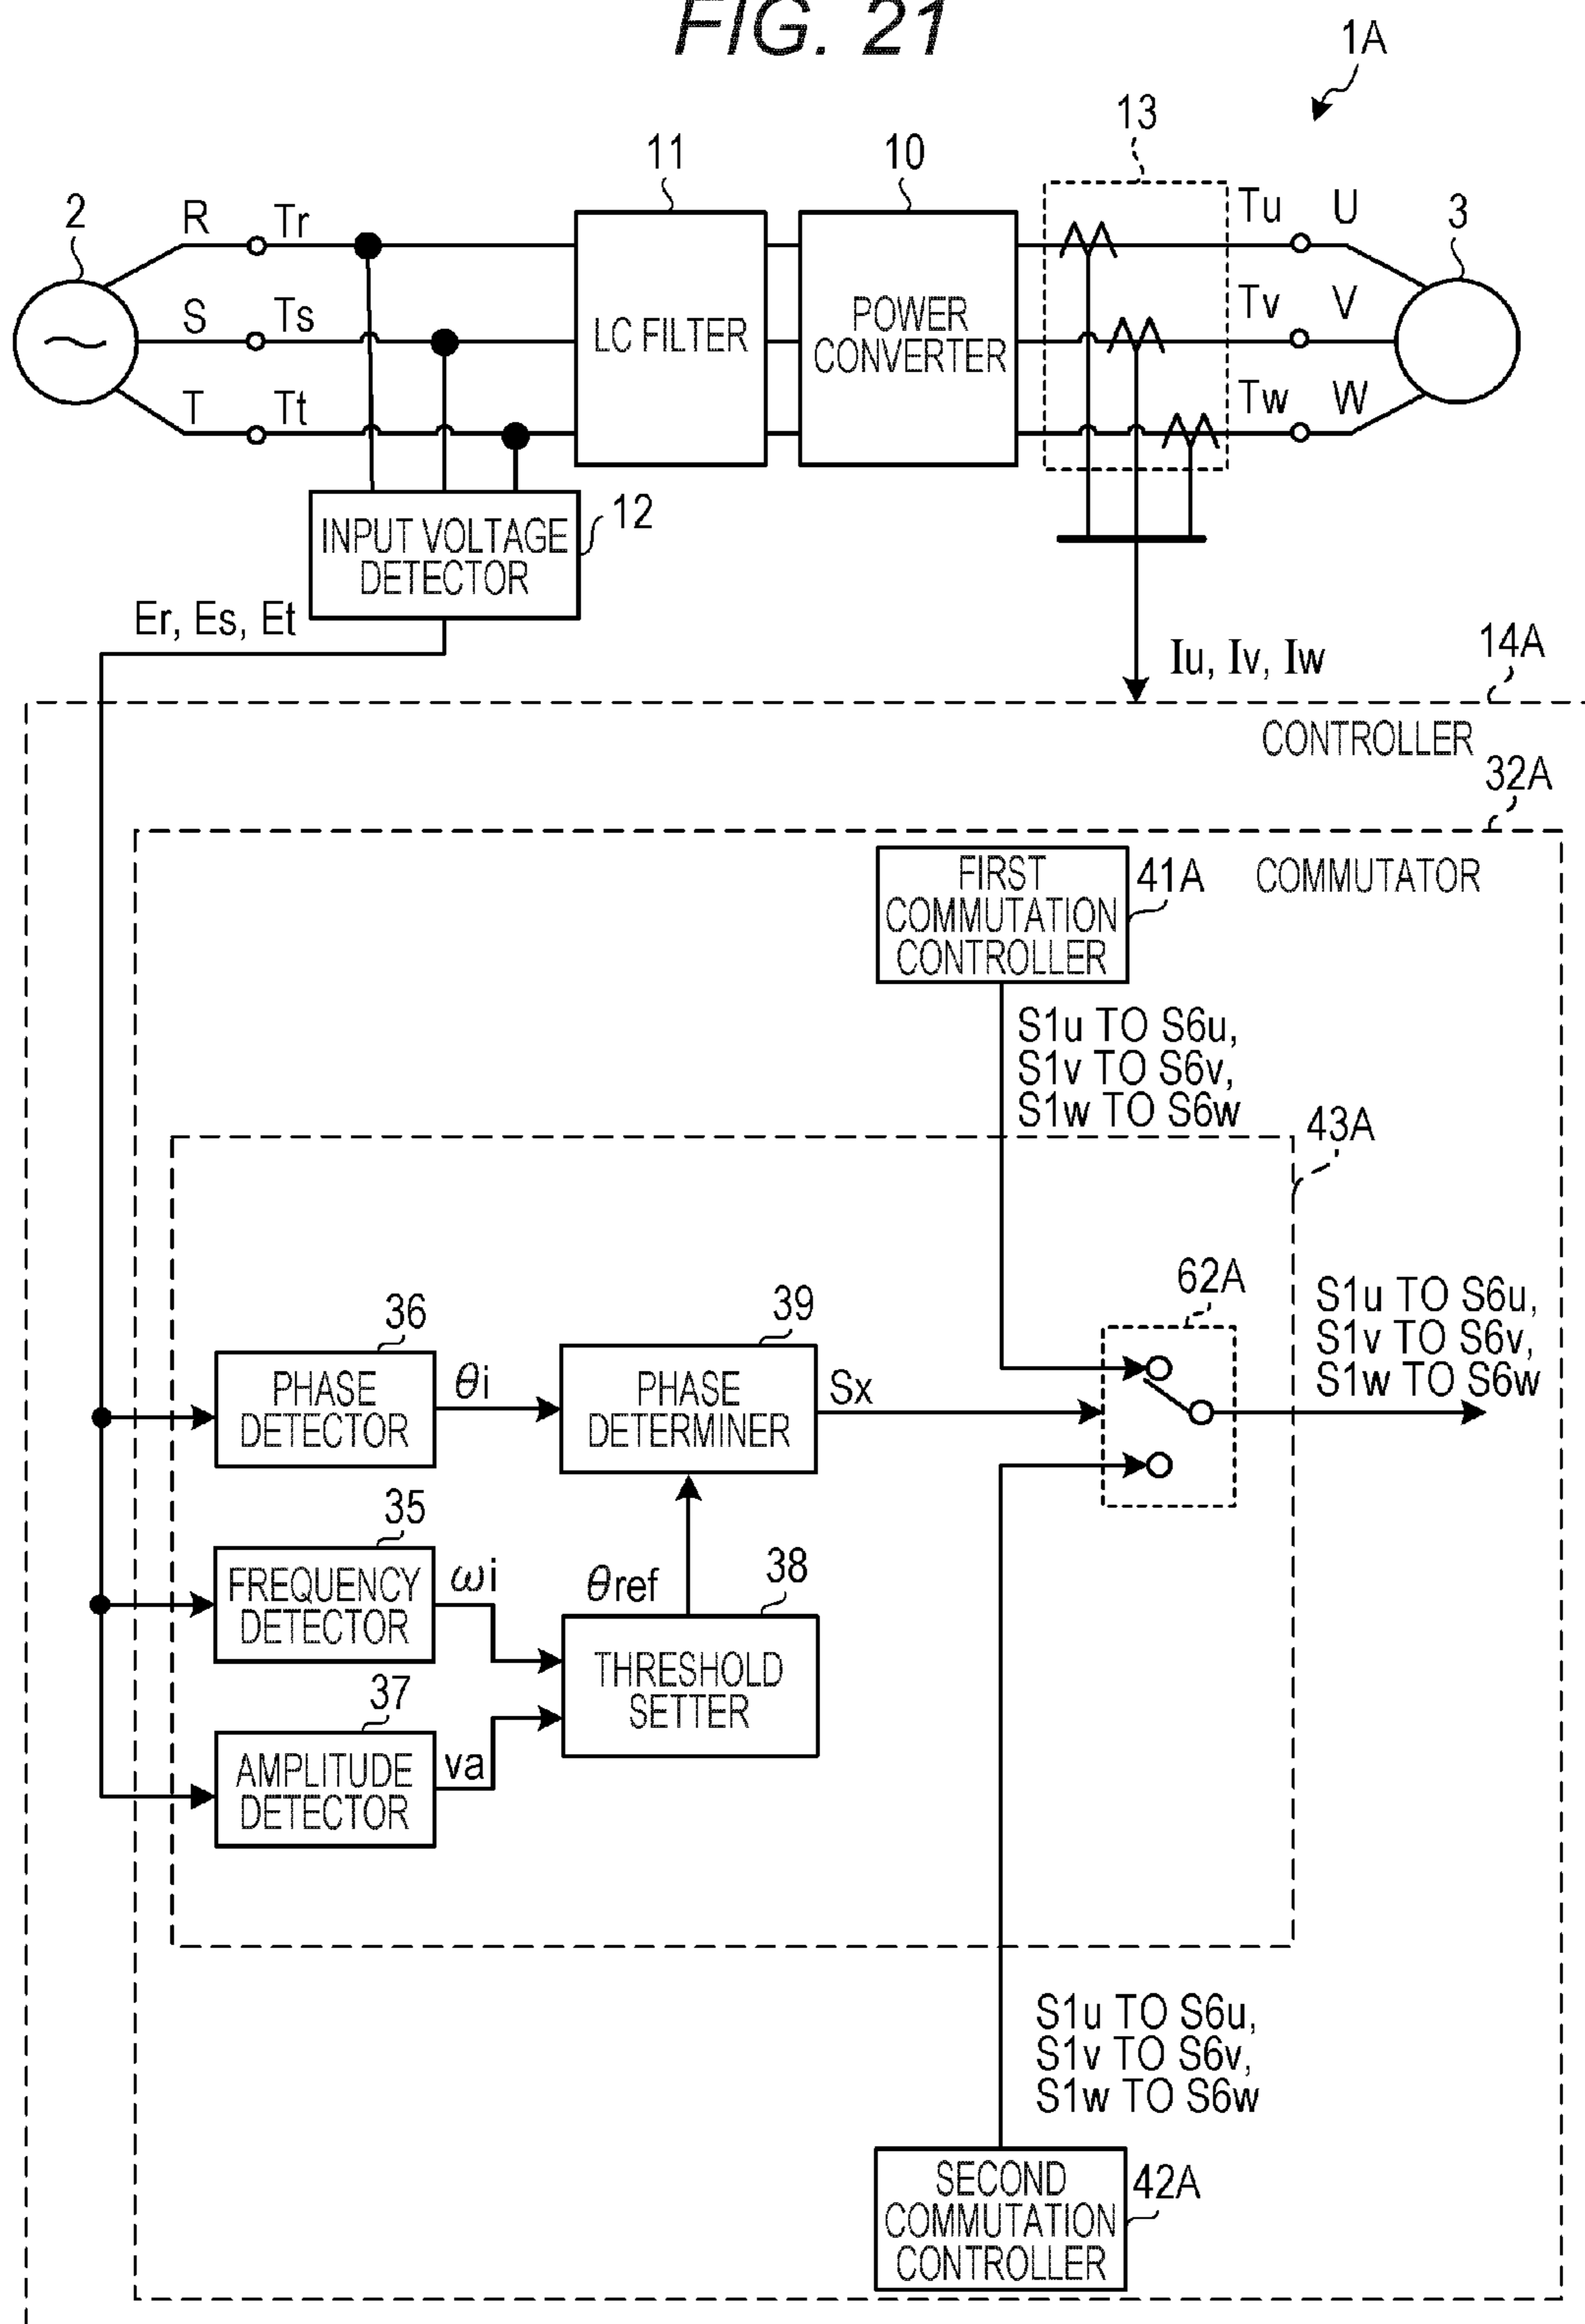 FIG. 21
1A
13
11
10
2
R
Tr
Tu
U
3
S
Ts
LC FILTER
POWER
CONVERTER
Tv
V
T
Tt
Tw
W
INPUT VOLTAGE
DETECTOR
12
Er, Es, Et
Iu, Iv, Iw
14A
CONTROLLER
32A
FIRST
COMMUTATION
CONTROLLER
41A
COMMUTATOR
S1u TO S6u,
S1v TO S6v,
S1w TO S6w
43A
62A
S1u TO S6u,
S1v TO S6v,
S1w TO S6w
36
39
PHASE
DETECTOR
θi
PHASE
DETERMINER
Sx
35
FREQUENCY
DETECTOR
ωi
θref
38
THRESHOLD
SETTER
37
AMPLITUDE
DETECTOR
va
S1u TO S6u,
S1v TO S6v,
S1w TO S6w
SECOND
COMMUTATION
CONTROLLER
42A